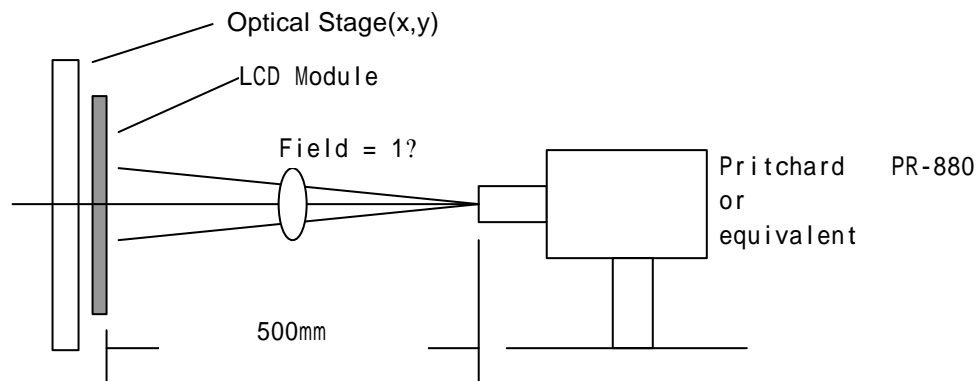 Optical Stage(x,y)
LCD Module
Field = 1?
Pritchard PR-880
or
equivalent
500mm